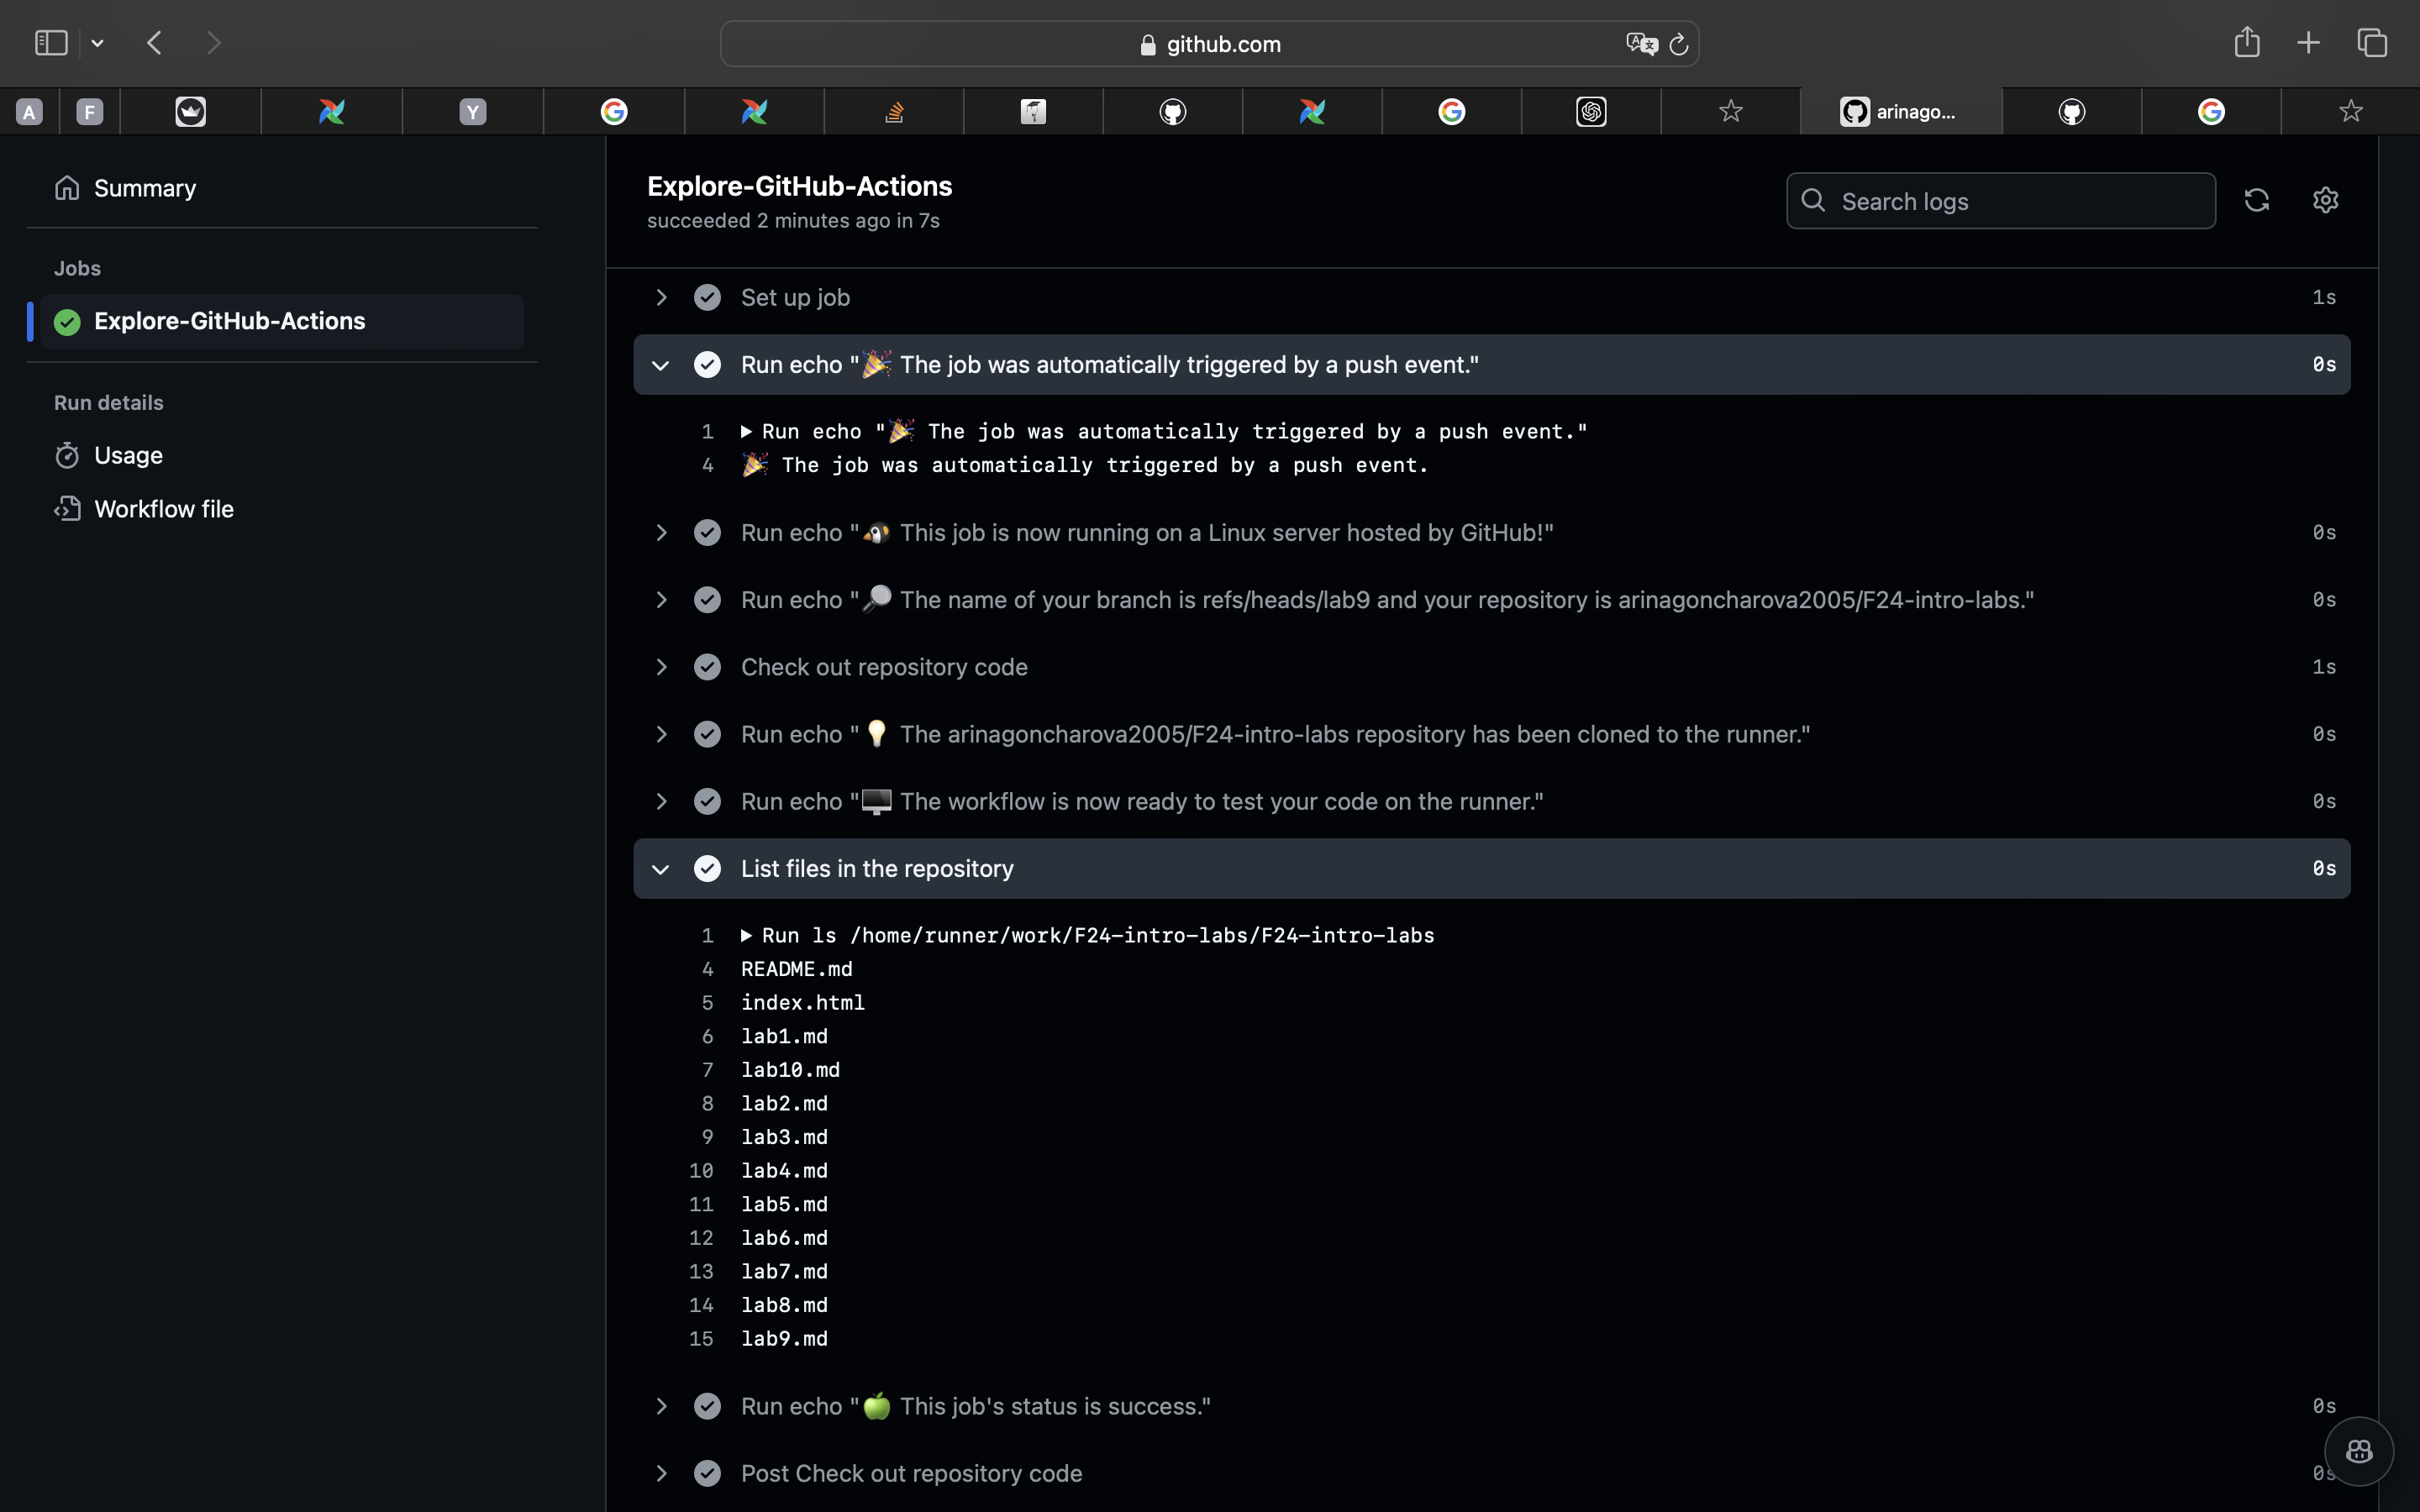 github.com
A
F
Y
arinago...
Summary
Jobs
Explore-GitHub-Actions
Run details
Usage
Workflow file
Explore-GitHub-Actions
succeeded 2 minutes ago in 7s
Search logs
Set up job 1s
Run echo "🎉 The job was automatically triggered by a push event." 0s
1 ▶ Run echo "🎉 The job was automatically triggered by a push event."
4 🎉 The job was automatically triggered by a push event.
Run echo "🐧 This job is now running on a Linux server hosted by GitHub!" 0s
Run echo "🔎 The name of your branch is refs/heads/lab9 and your repository is arinagoncharova2005/F24-intro-labs." 0s
Check out repository code 1s
Run echo "💡 The arinagoncharova2005/F24-intro-labs repository has been cloned to the runner." 0s
Run echo "🖥️ The workflow is now ready to test your code on the runner." 0s
List files in the repository 0s
1 ▶ Run ls /home/runner/work/F24-intro-labs/F24-intro-labs
4 README.md
5 index.html
6 lab1.md
7 lab10.md
8 lab2.md
9 lab3.md
10 lab4.md
11 lab5.md
12 lab6.md
13 lab7.md
14 lab8.md
15 lab9.md
Run echo "🍏 This job's status is success." 0s
Post Check out repository code 0s